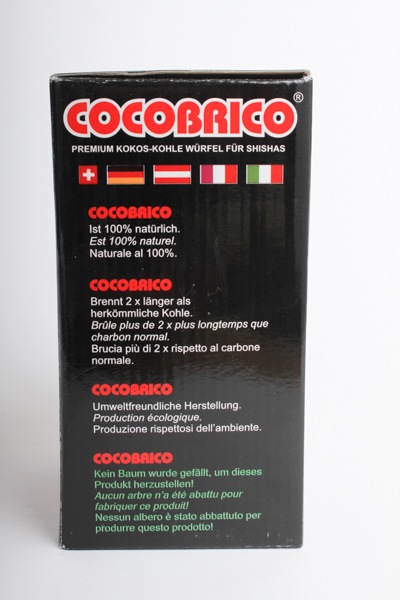 COCOBRICO®
PREMIUM KOKOS-KOHLE WÜRFEL FÜR SHISHAS
COCOBRICO
Ist 100% natürlich.
Est 100% naturel.
Naturale al 100%.
COCOBRICO
Brennt 2 x länger als
herkömmliche Kohle.
Brûle plus de 2 x plus longtemps que
charbon normal.
Brucia più di 2 x rispetto al carbone
normale.
COCOBRICO
Umweltfreundliche Herstellung.
Production écologique.
Produzione rispettosi dell'ambiente.
COCOBRICO
Kein Baum wurde gefällt, um dieses
Produkt herzustellen!
Aucun arbre n'a été abattu pour
fabriquer ce produit!
Nessun albero è stato abbattuto per
produrre questo prodotto!